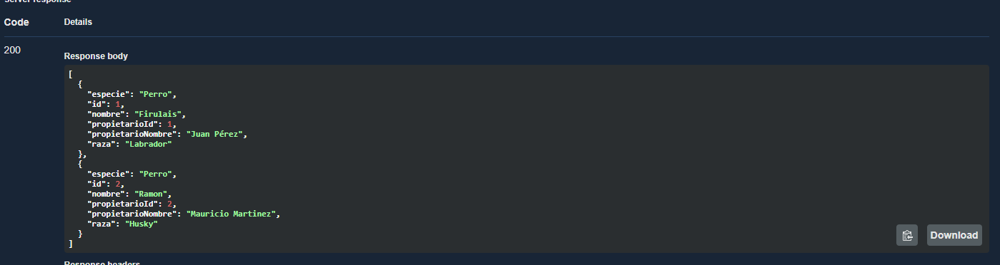 server response
Code Details
200
Response body
[
  {
    "especie": "Perro",
    "id": 1,
    "nombre": "Firulais",
    "propietarioId": 1,
    "propietarioNombre": "Juan Pérez",
    "raza": "Labrador"
  },
  {
    "especie": "Perro",
    "id": 2,
    "nombre": "Ramon",
    "propietarioId": 2,
    "propietarioNombre": "Mauricio Martinez",
    "raza": "Husky"
  }
]
Download
Response headers